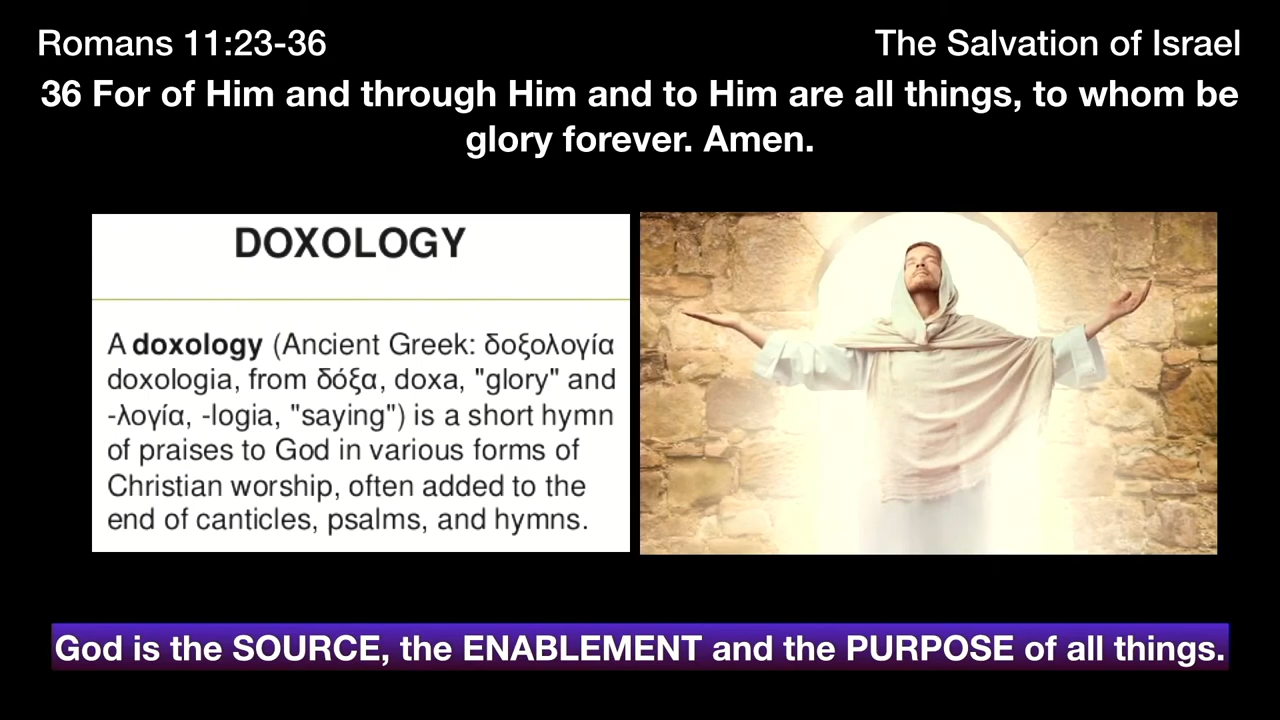 Romans 11:23-36
The Salvation of Israel
36 For of Him and through Him and to Him are all things, to whom be
glory forever. Amen.
DOXOLOGY
A doxology (Ancient Greek: δοξολογία
doxologia, from δόξα, doxa, "glory" and
-λογία, -logia, "saying") is a short hymn
of praises to God in various forms of
Christian worship, often added to the
end of canticles, psalms, and hymns.
God is the SOURCE, the ENABLEMENT and the PURPOSE of all things.